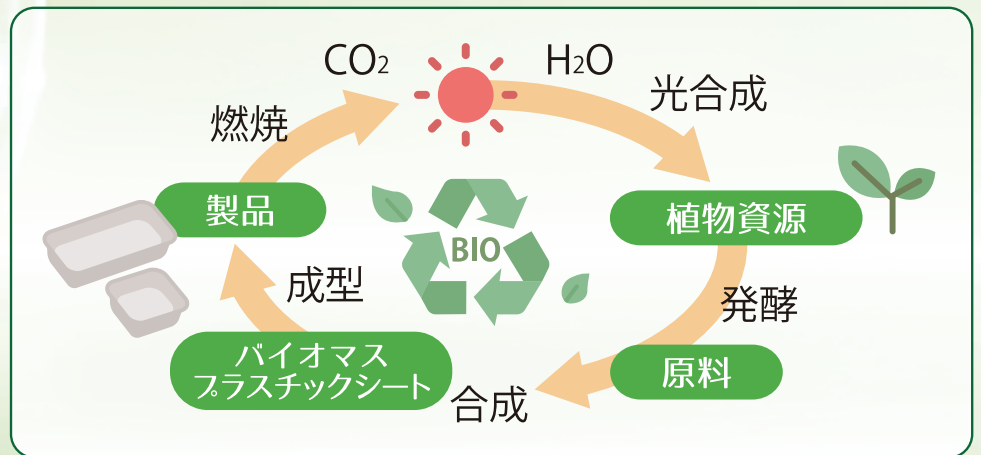 CO₂
H₂O
光合成
燃焼
製品
植物資源
BIO
成型
発酵
バイオマス
プラスチックシート
原料
合成